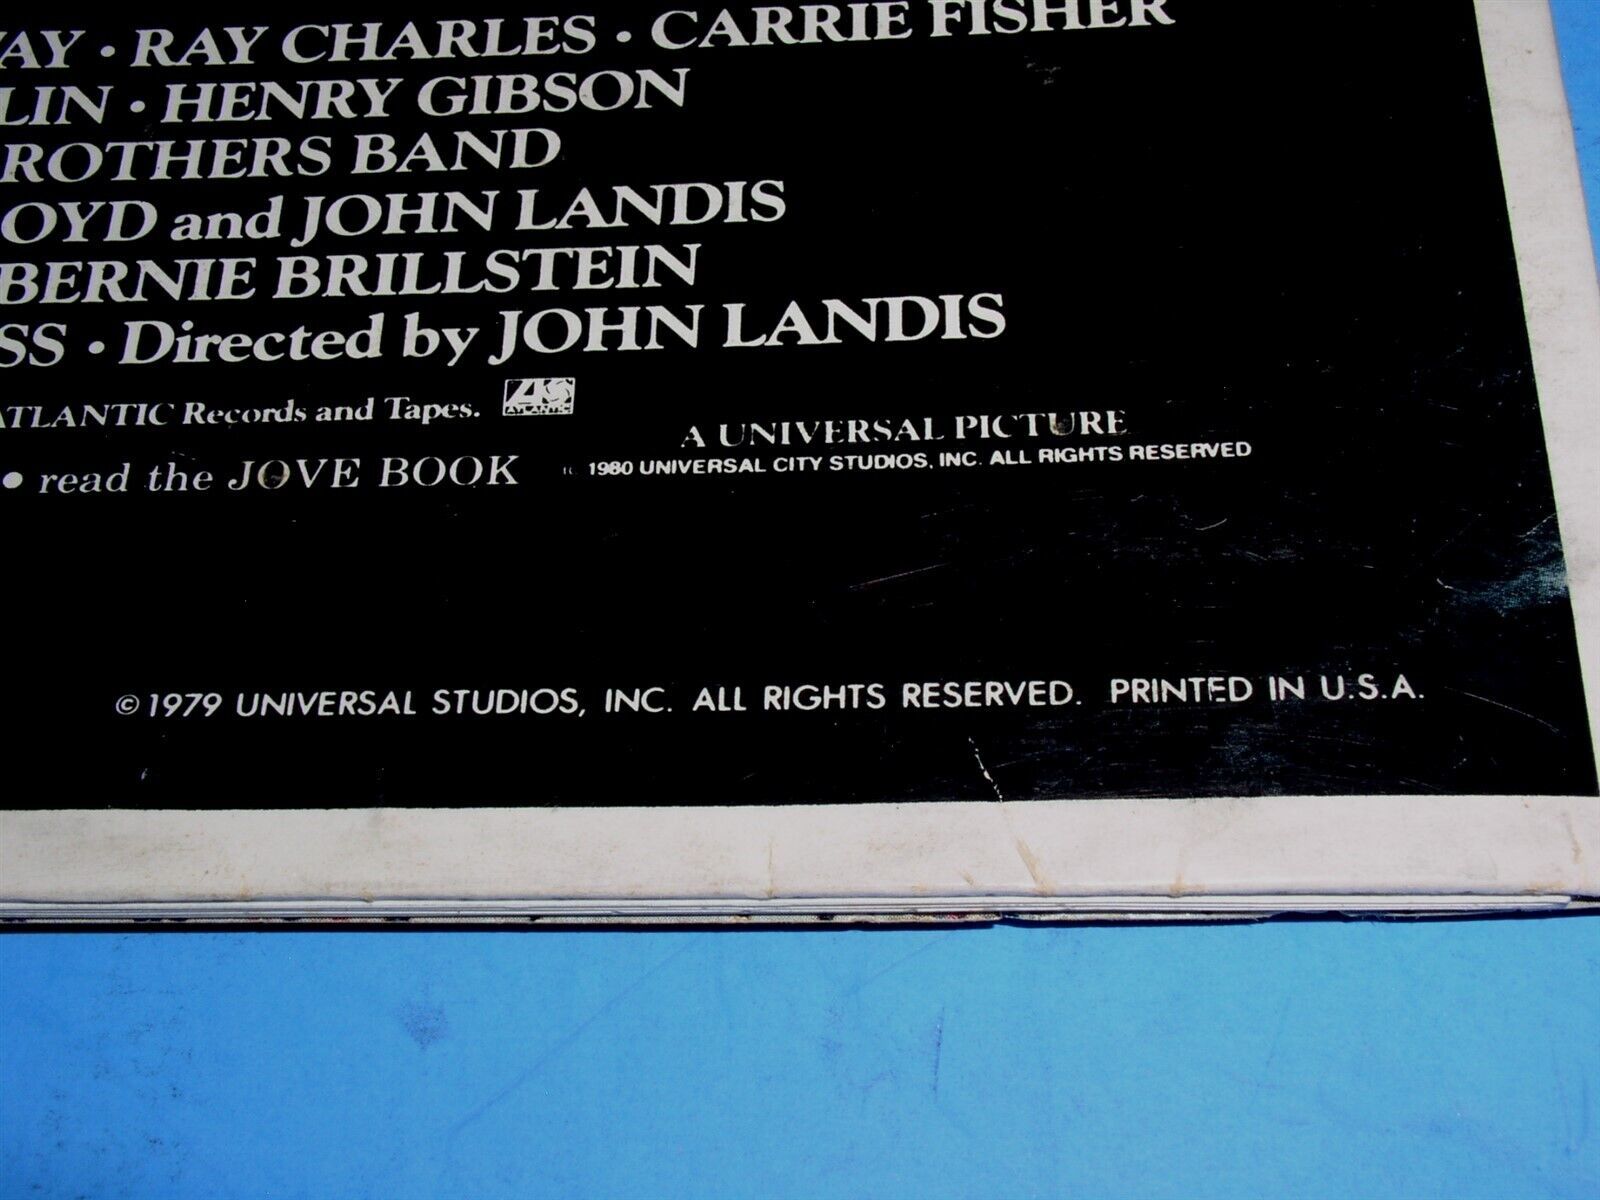 WAY • RAY CHARLES • CARRIE FISHER
LIN • HENRY GIBSON
ROTHERS BAND
OYD and JOHN LANDIS
BERNIE BRILLSTEIN
SS • Directed by JOHN LANDIS
ATLANTIC Records and Tapes. ATLANTIC
A UNIVERSAL PICTURE
• read the JOVE BOOK
© 1980 UNIVERSAL CITY STUDIOS, INC. ALL RIGHTS RESERVED
© 1979 UNIVERSAL STUDIOS, INC. ALL RIGHTS RESERVED. PRINTED IN U.S.A.